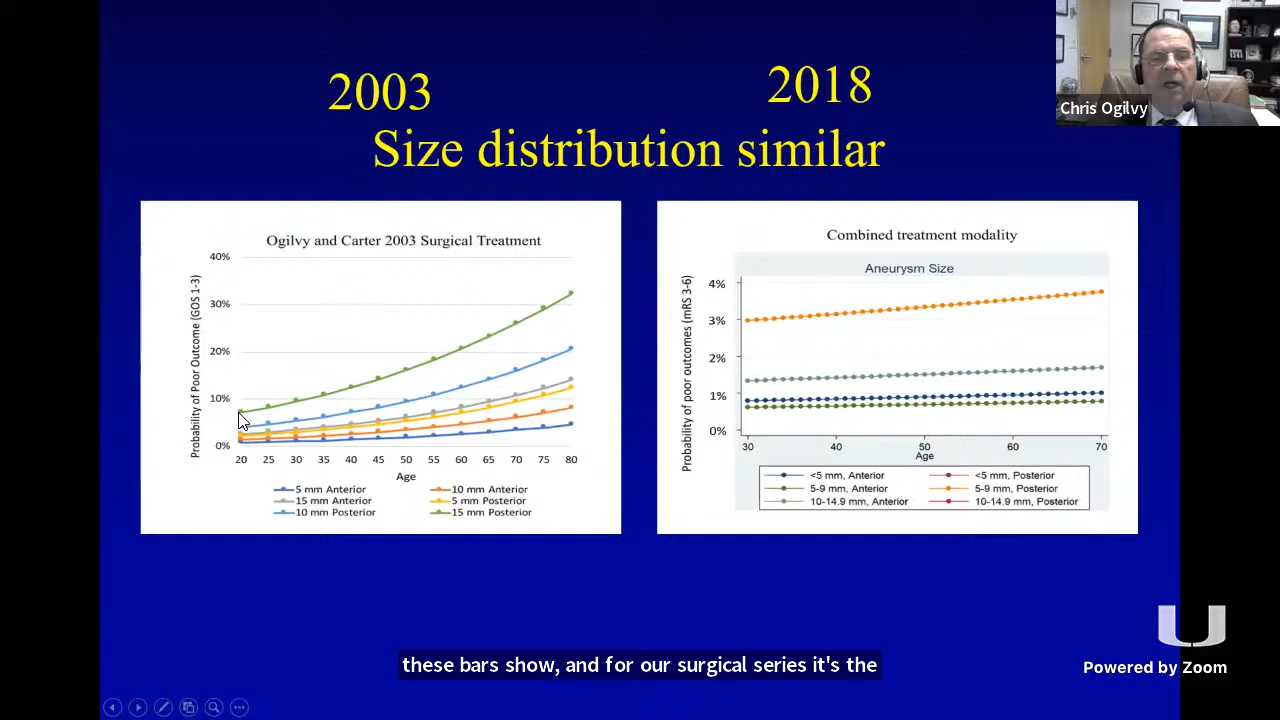 2003
2018
Size distribution similar
Chris Ogilvy
Ogilvy and Carter 2003 Surgical Treatment
Probability of Poor Outcome (GOS 1-3)
40%
30%
20%
10%
0%
20 25 30 35 40 45 50 55 60 65 70 75 80
Age
5 mm Anterior
10 mm Anterior
15 mm Anterior
5 mm Posterior
10 mm Posterior
15 mm Posterior
Combined treatment modality
Aneurysm Size
Probability of poor outcomes (mRS 3-6)
4%
3%
2%
1%
0%
30 40 50 60 70
Age
<5 mm, Anterior
<5 mm, Posterior
5-9 mm, Anterior
5-9 mm, Posterior
10-14.9 mm, Anterior
10-14.9 mm, Posterior
these bars show, and for our surgical series it's the
U
Powered by Zoom